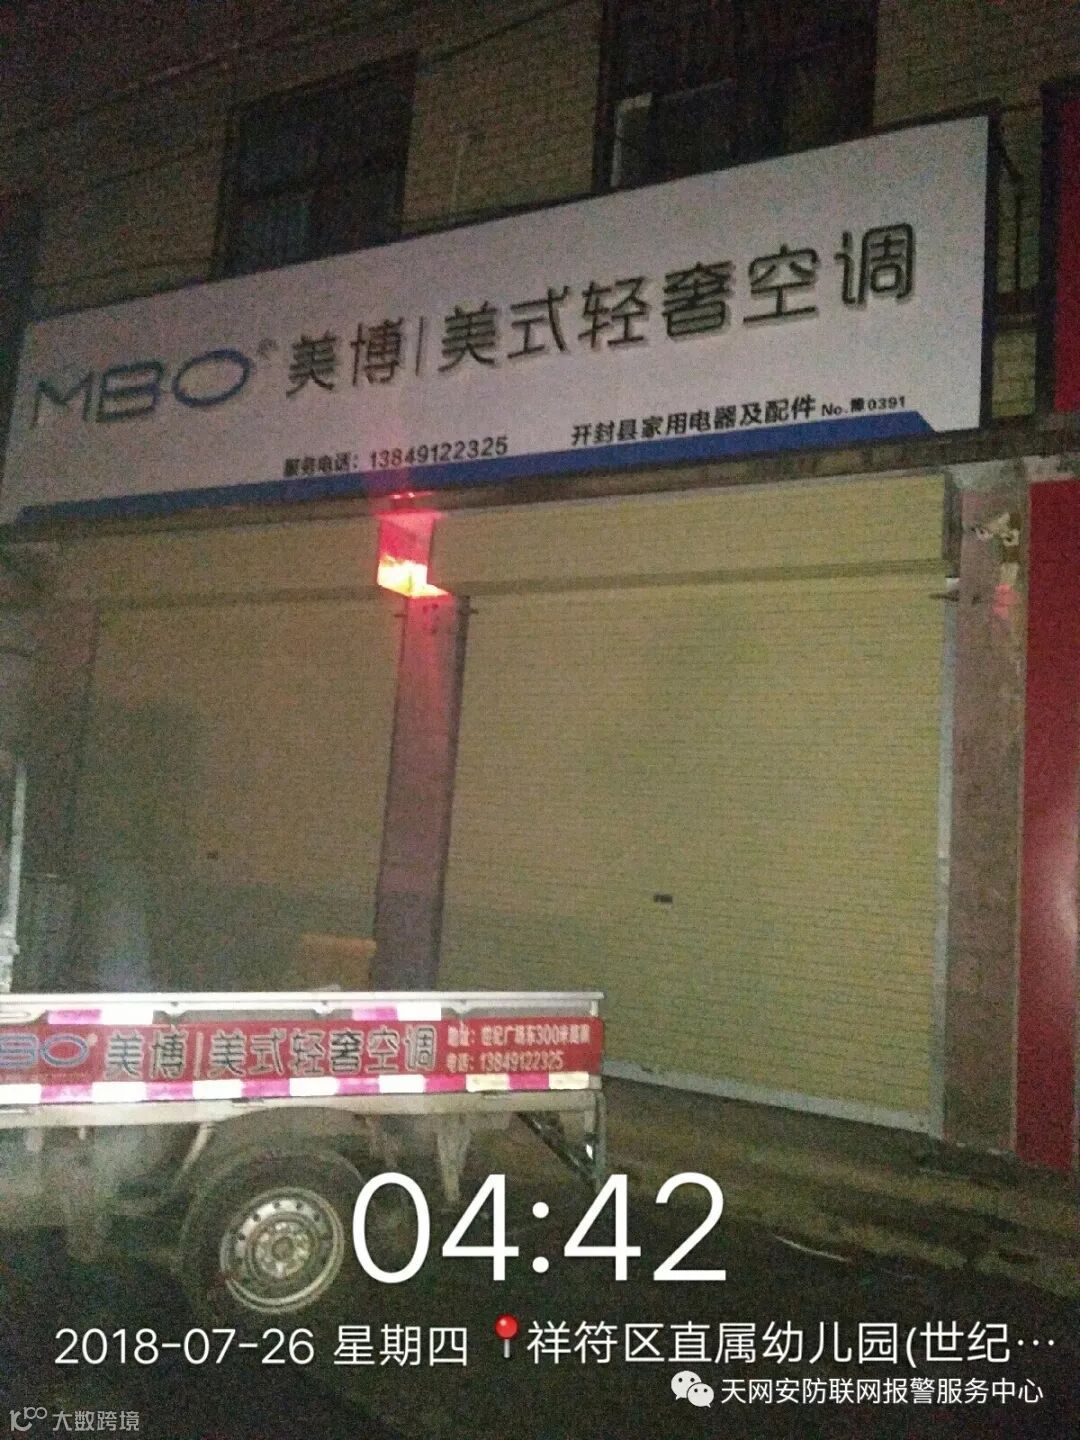 MBO® 美博|美式轻奢空调
服务电话：13849122325
开封县家用电器及配件 No.豫0391
BO® 美博|美式轻奢空调
地址：世纪广场东300米路
电话：13849122325
04:42
2018-07-26 星期四 祥符区直属幼儿园(世纪…
天网安防联网报警服务中心
大数跨境